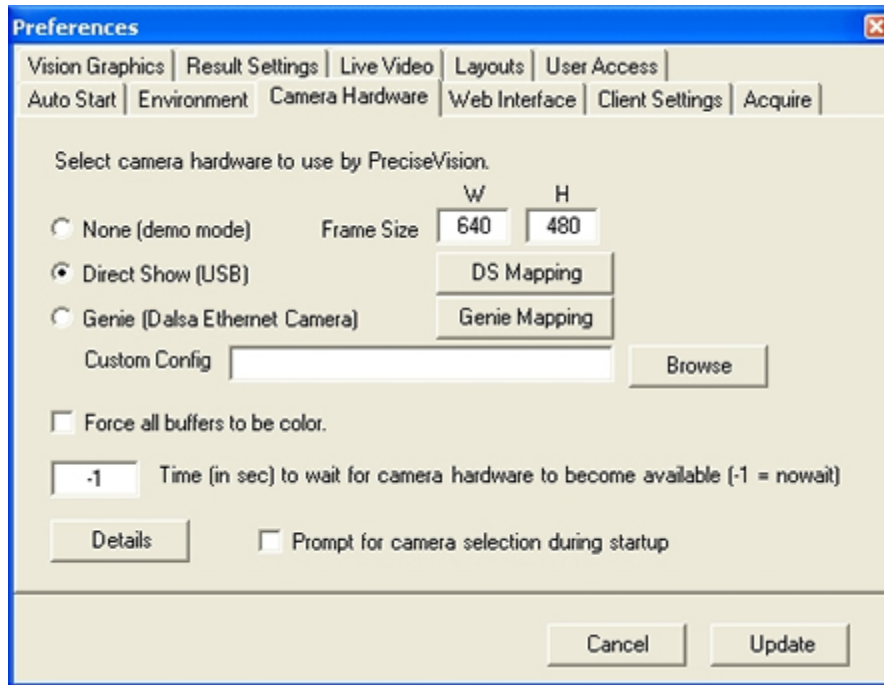 Preferences
Vision Graphics Result Settings Live Video Layouts User Access
Auto Start Environment Camera Hardware Web Interface Client Settings Acquire
Select camera hardware to use by PreciseVision.
W H
None (demo mode) Frame Size 640 480
Direct Show (USB) DS Mapping
Genie (Dalsa Ethernet Camera) Genie Mapping
Custom Config Browse
Force all buffers to be color.
-1 Time (in sec) to wait for camera hardware to become available (-1 = nowait)
Details Prompt for camera selection during startup
Cancel Update